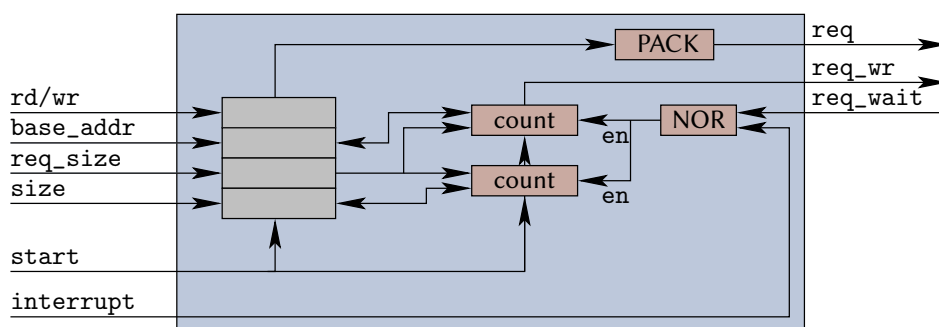 PACK
req
req_wr
rd/wr
req_wait
base_addr
count
NOR
en
req_size
count
size
en
start
interrupt